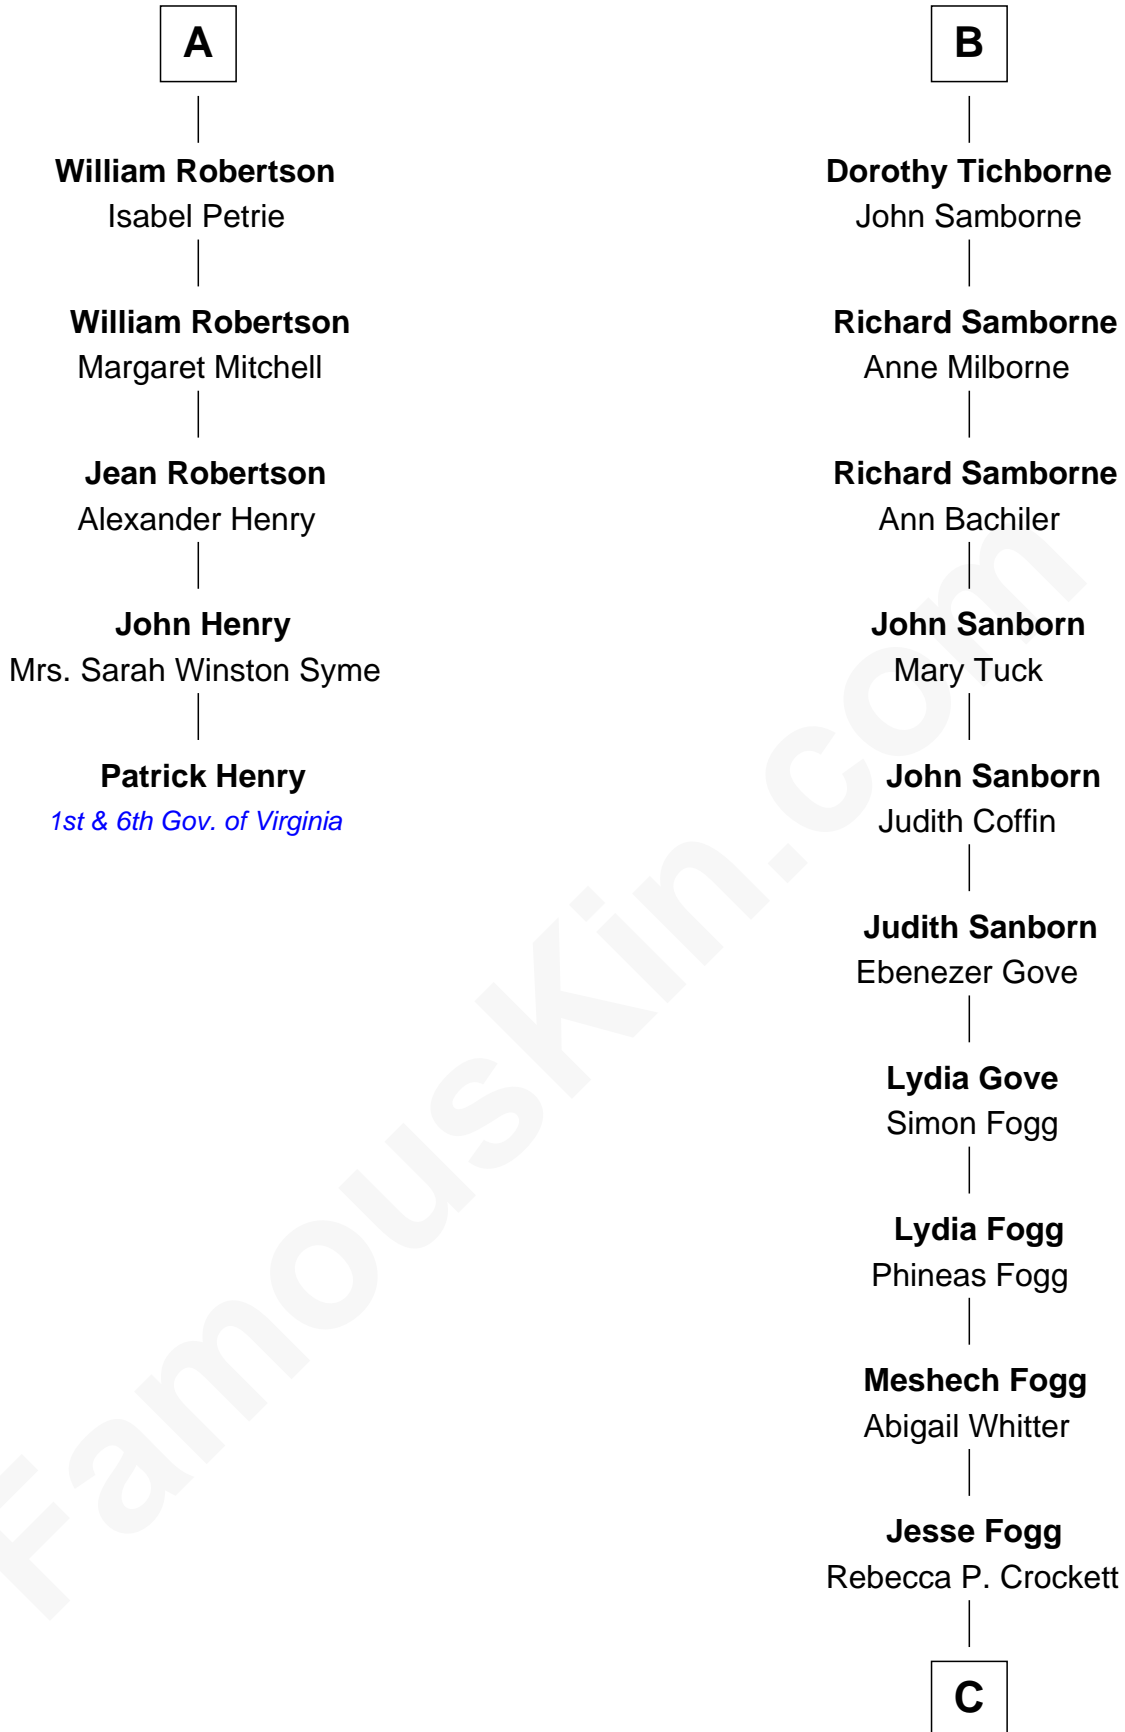 A
William Robertson
Isabel Petrie
William Robertson
Margaret Mitchell
Jean Robertson
Alexander Henry
John Henry
Mrs. Sarah Winston Syme
Patrick Henry
1st & 6th Gov. of Virginia
B
Dorothy Tichborne
John Samborne
Richard Samborne
Anne Milborne
Richard Samborne
Ann Bachiler
John Sanborn
Mary Tuck
John Sanborn
Judith Coffin
Judith Sanborn
Ebenezer Gove
Lydia Gove
Simon Fogg
Lydia Fogg
Phineas Fogg
Meshech Fogg
Abigail Whitter
Jesse Fogg
Rebecca P. Crockett
C
FamousKin.com